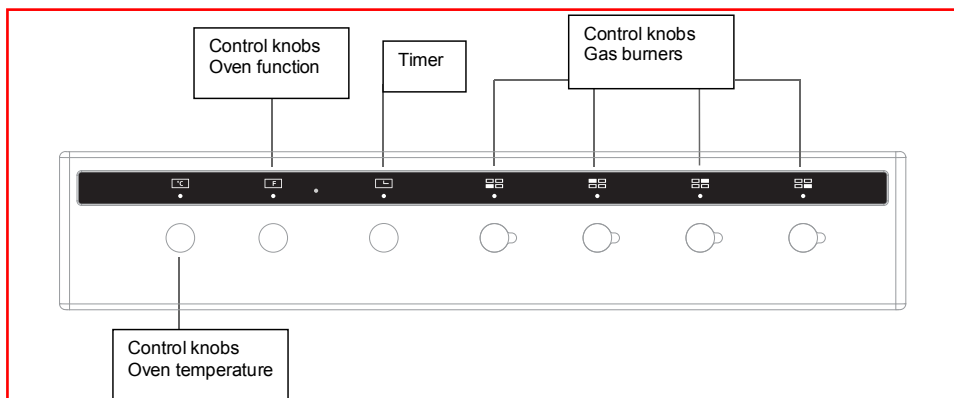 Control knobs
Oven function
Timer
Control knobs
Gas burners
°C
F
Control knobs
Oven temperature